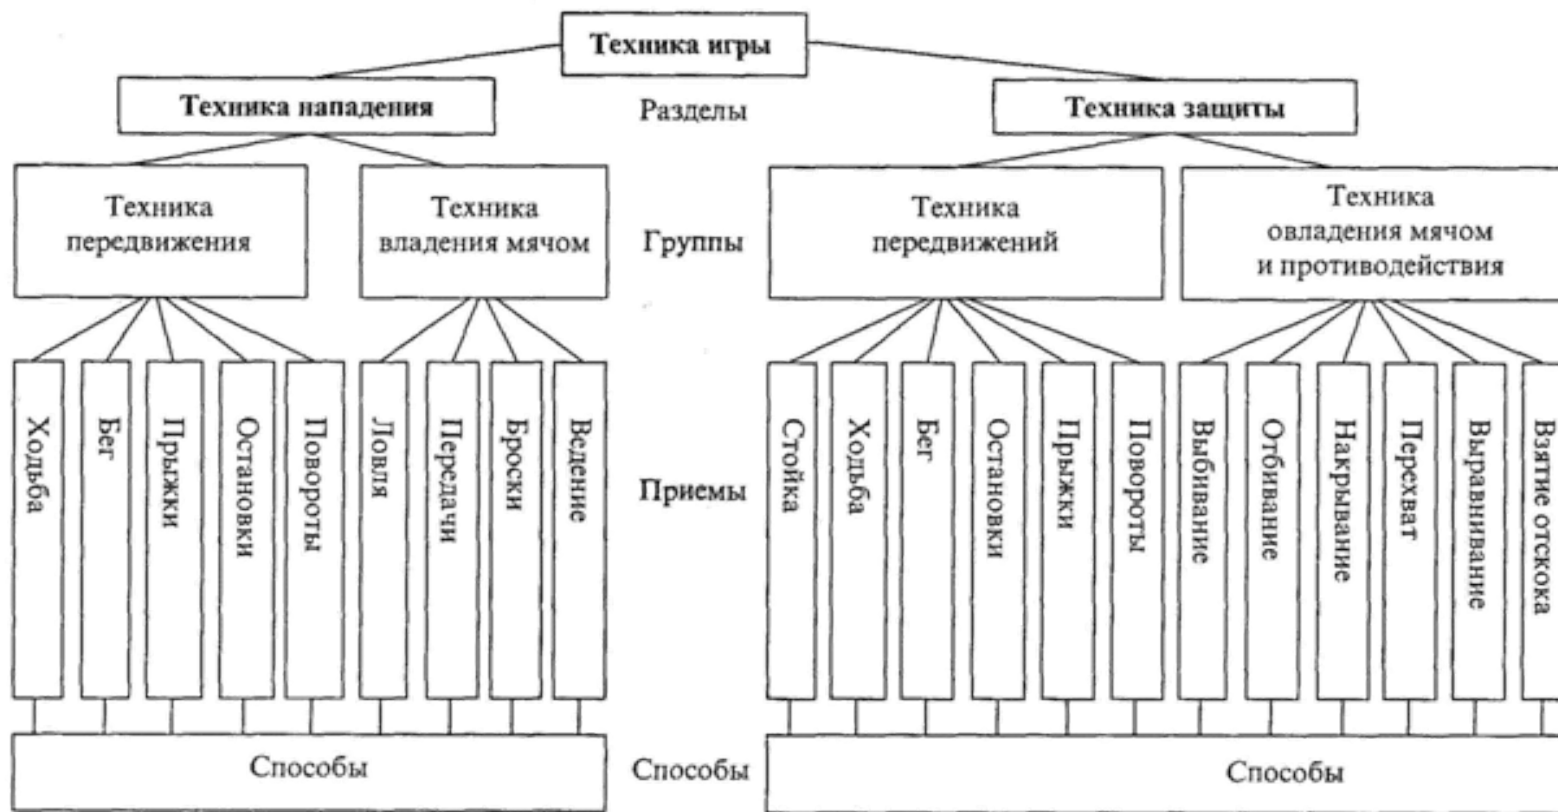 Техника игры
Техника нападения
Разделы
Техника защиты
Техника
передвижения
Техника
владения мячом
Группы
Техника
передвижений
Техника
овладения мячом
и противодействия
Ходьба
Бег
Прыжки
Остановки
Повороты
Ловля
Передачи
Броски
Ведение
Приемы
Стойка
Ходьба
Бег
Остановки
Прыжки
Повороты
Выбивание
Отбивание
Накрывание
Перехват
Выравнивание
Взятие отскока
Способы
Способы
Способы